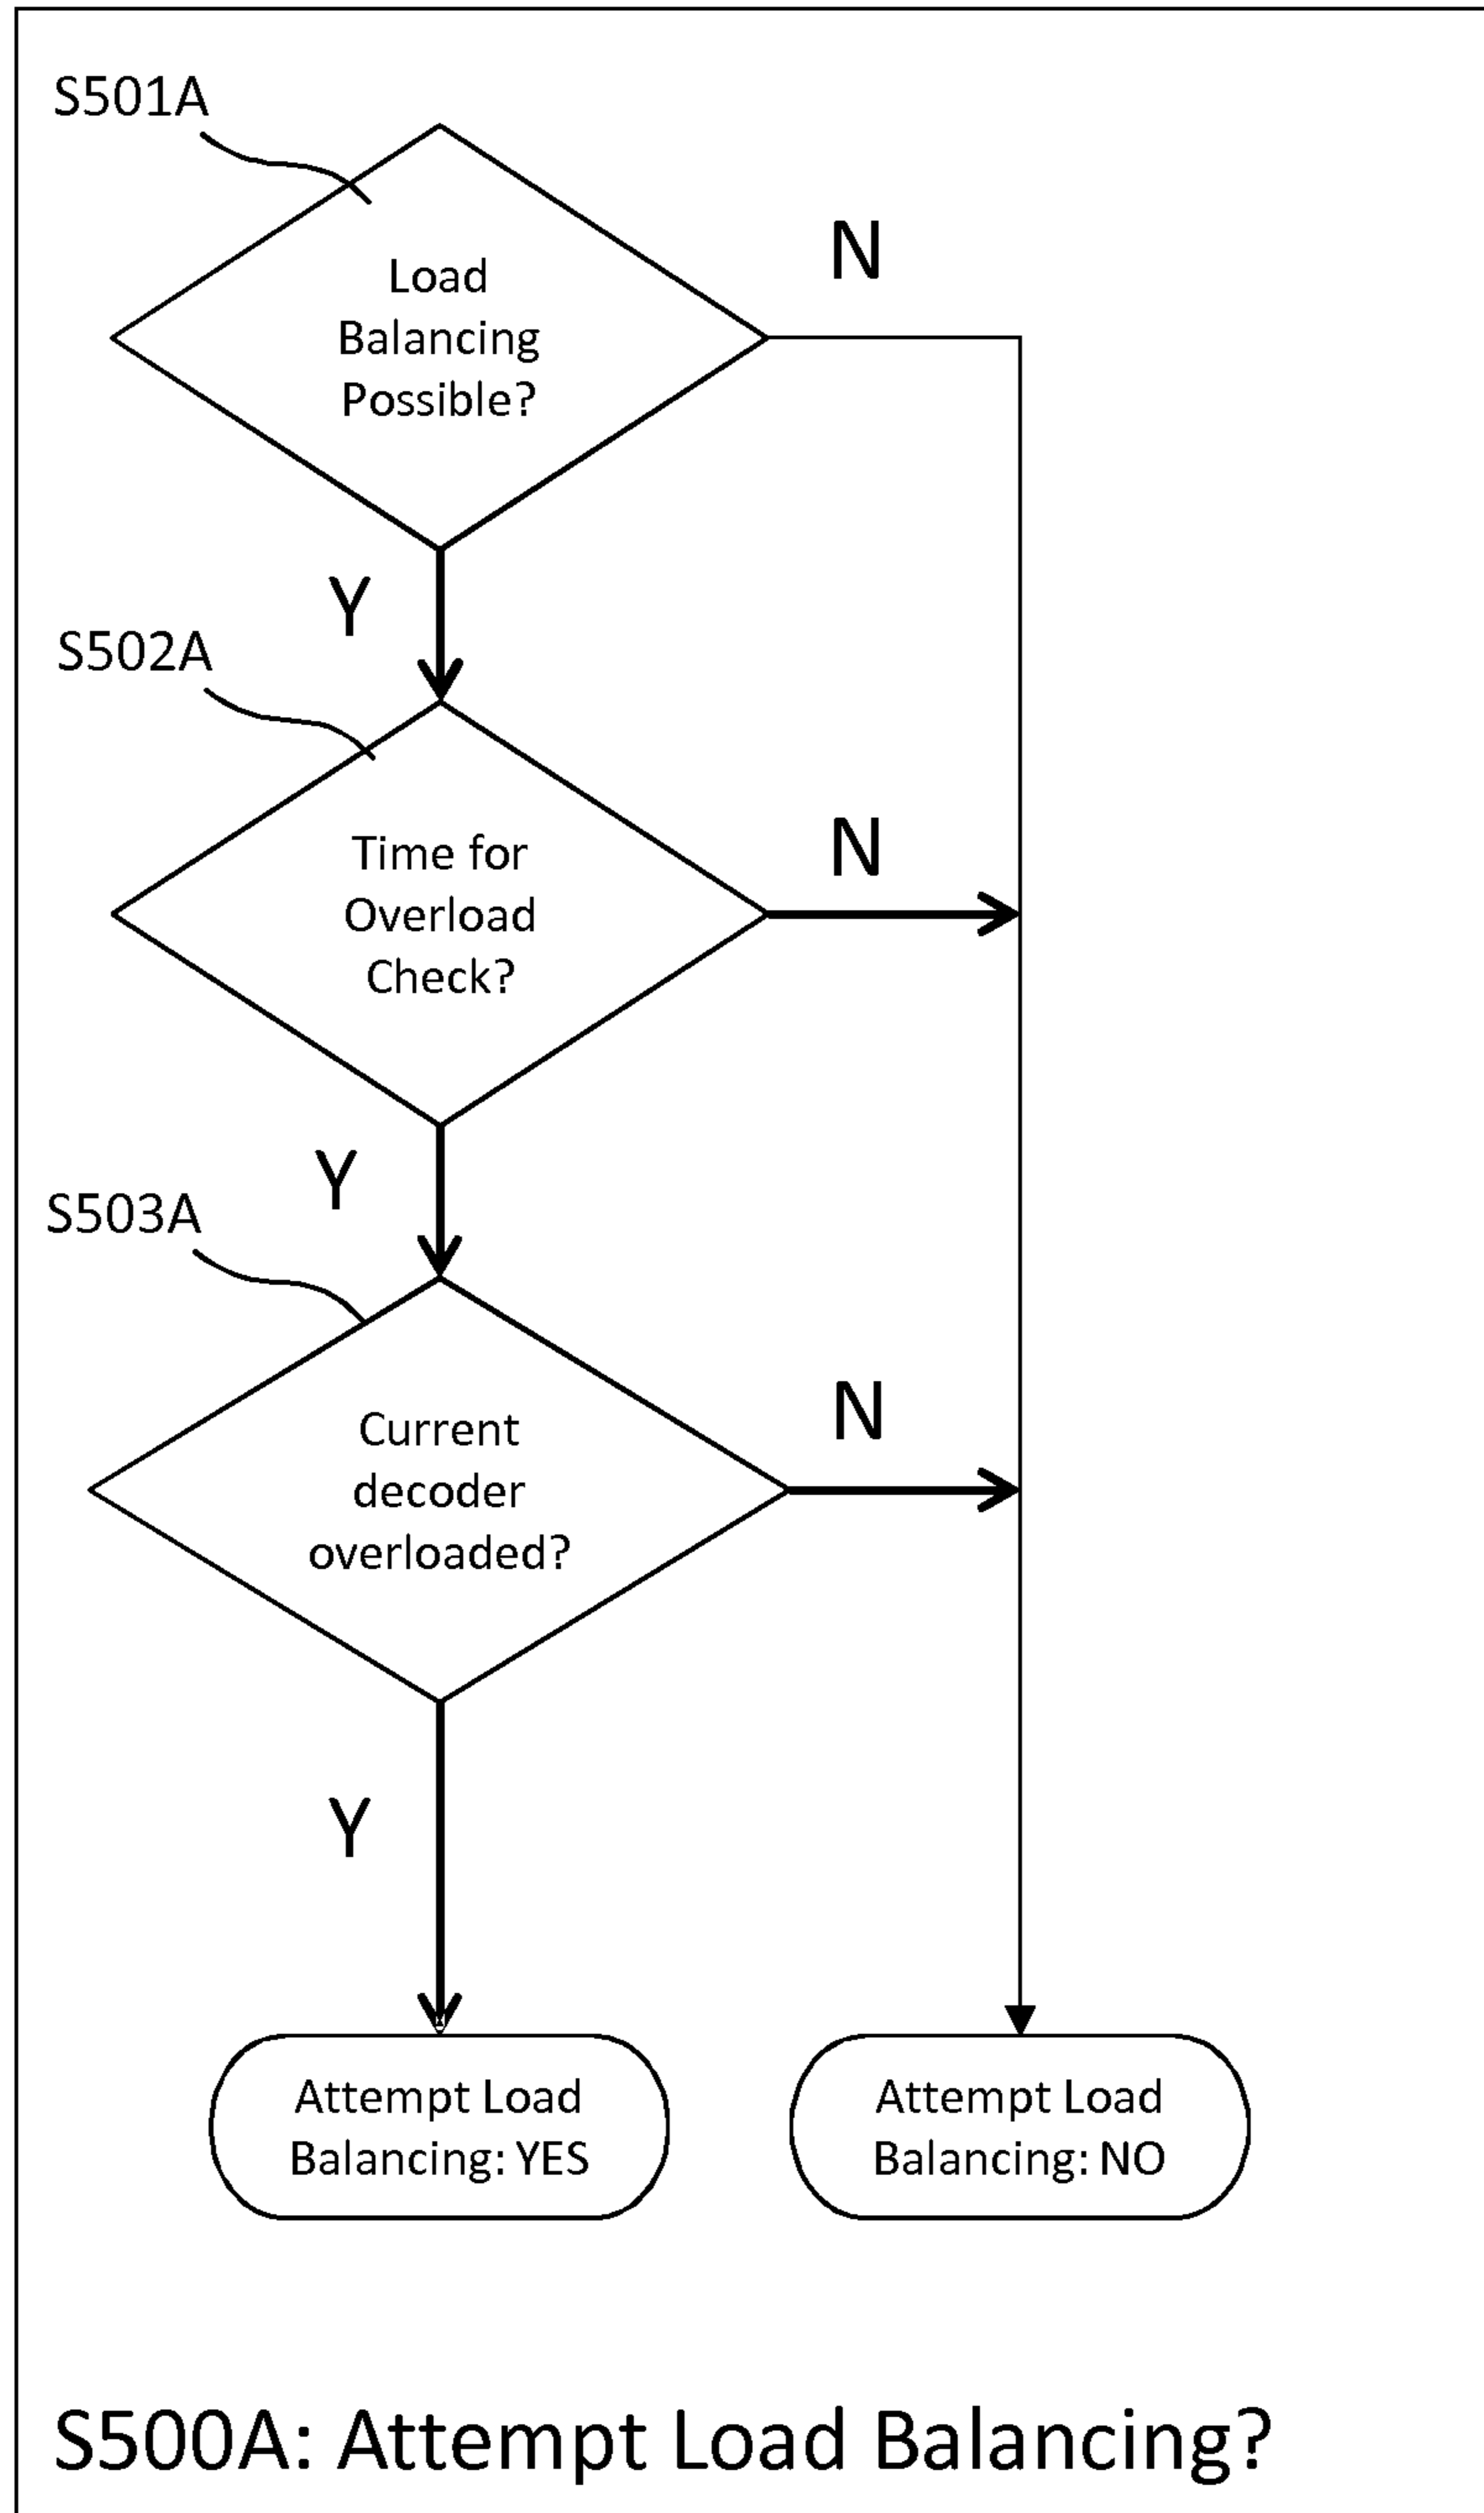 S501A
Load
Balancing
Possible?
N
Y
S502A
Time for
Overload
Check?
N
Y
S503A
Current
decoder
overloaded?
N
Y
Attempt Load
Balancing: YES
Attempt Load
Balancing: NO
S500A: Attempt Load Balancing?